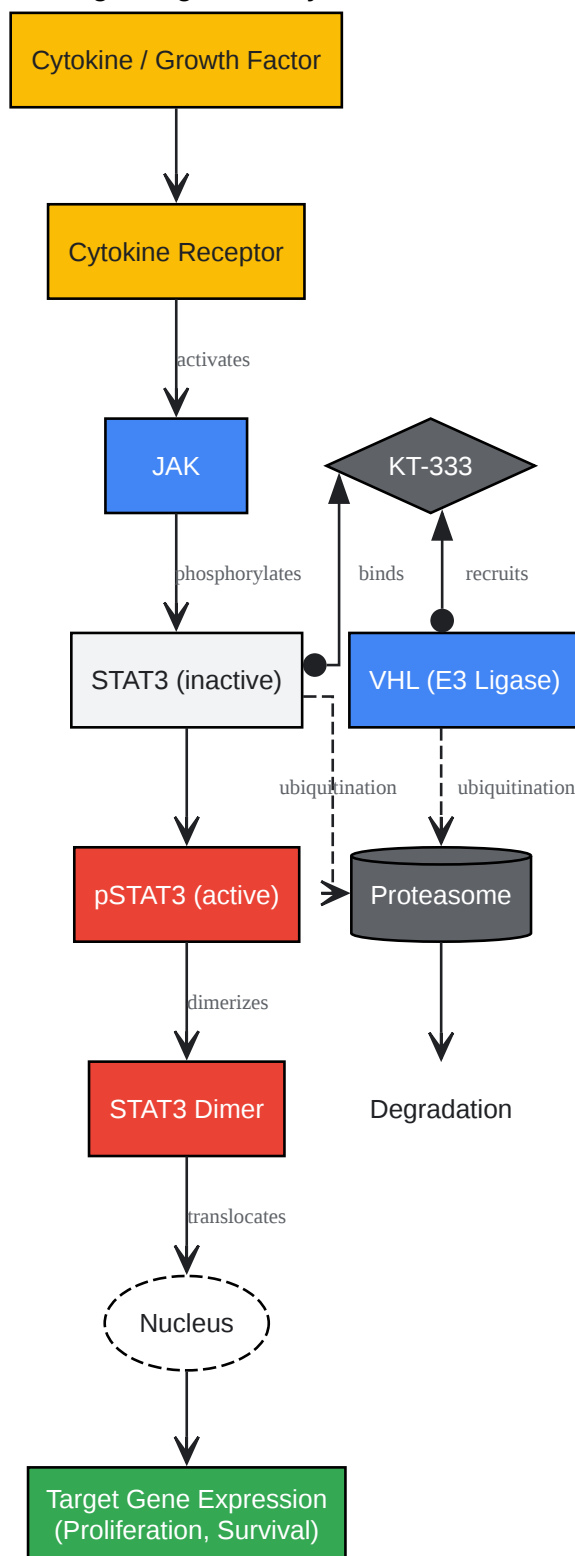 Cytokine / Growth Factor
Cytokine Receptor
activates
JAK
KT-333
phosphorylates
binds
recruits
STAT3 (inactive)
VHL (E3 Ligase)
ubiquitination
ubiquitination
pSTAT3 (active)
Proteasome
dimerizes
STAT3 Dimer
Degradation
translocates
Nucleus
Target Gene Expression
(Proliferation, Survival)